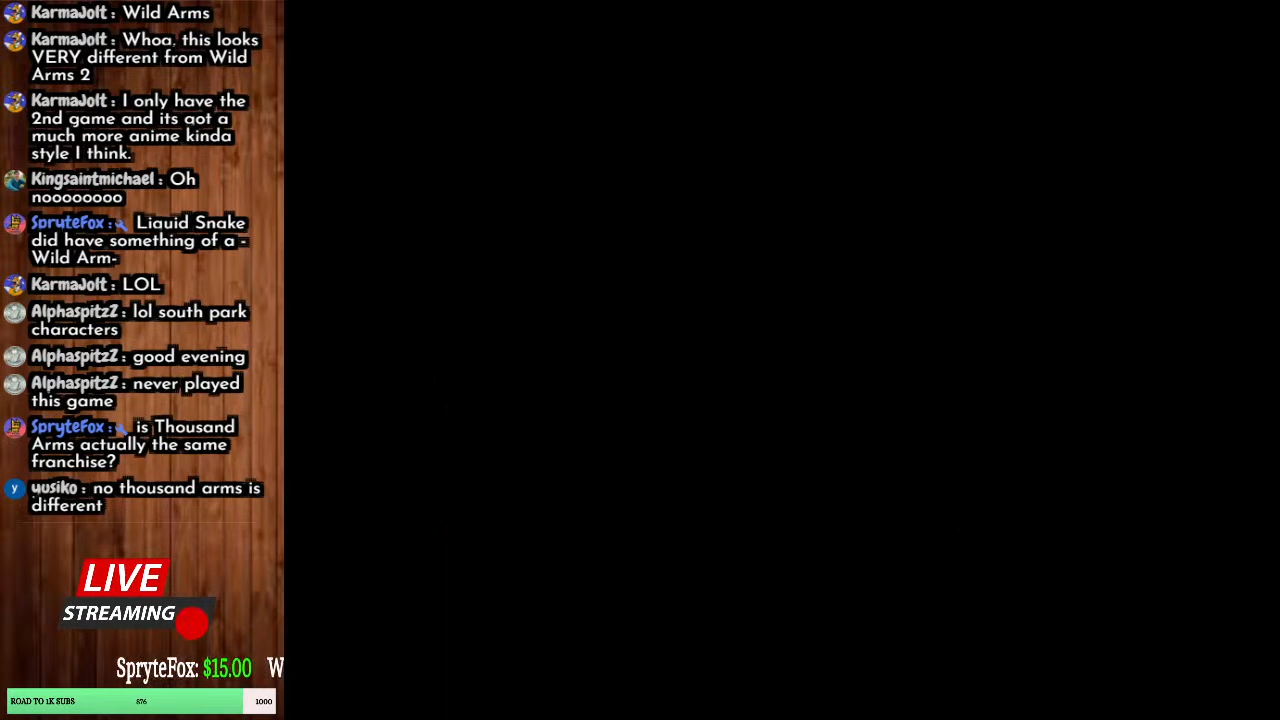 KarmaJolt : Wild Arms
KarmaJolt : Whoa, this looks
VERY different from Wild
Arms 2
KarmaJolt : I only have the
2nd game and its got a
much more anime kinda
style I think.
Kingsaintmichael : Oh
noooooooo
SpryteFox : Liquid Snake
did have something of a -
Wild Arm-
KarmaJolt : LOL
AlphaspitzZ : lol south park
characters
AlphaspitzZ : good evening
AlphaspitzZ : never played
this game
SpryteFox : is Thousand
Arms actually the same
franchise?
y yusiko : no thousand arms is
different
LIVE
STREAMING
SpryteFox: $15.00 W
ROAD TO 1K SUBS 876 1000